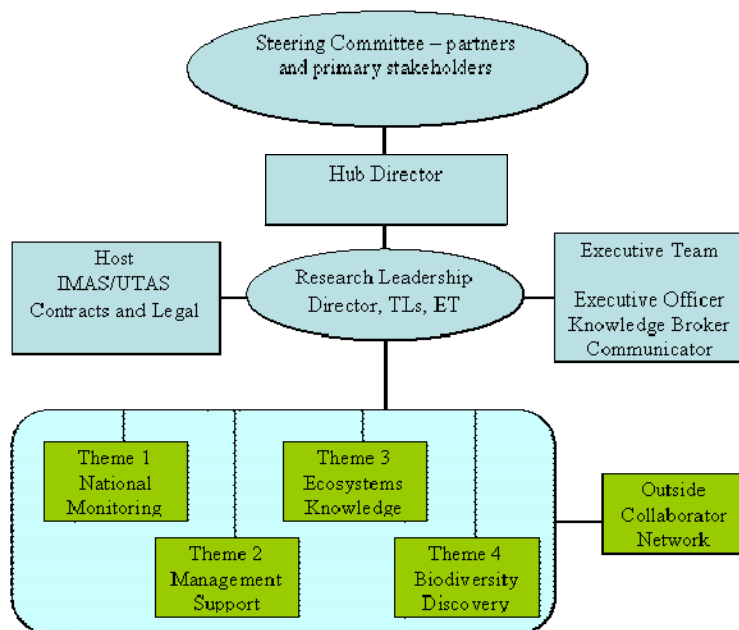 Steering Committee – partners
and primary stakeholders
Hub Director
Host
IMAS/UTAS
Contracts and Legal
Research Leadership
Director, TLs, ET
Executive Team
Executive Officer
Knowledge Broker
Communicator
Theme 1
National
Monitoring
Theme 2
Management
Support
Theme 3
Ecosystems
Knowledge
Theme 4
Biodiversity
Discovery
Outside
Collaborator
Network